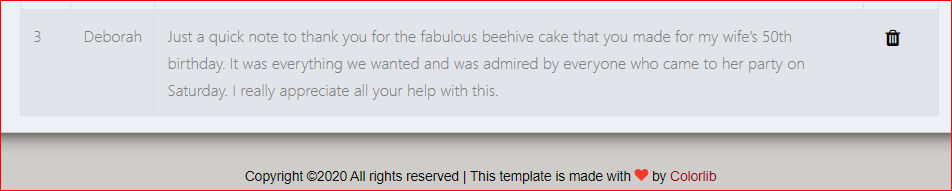 3 Deborah Just a quick note to thank you for the fabulous beehive cake that you made for my wife's 50th
birthday. It was everything we wanted and was admired by everyone who came to her party on
Saturday. I really appreciate all your help with this.
Copyright ©2020 All rights reserved | This template is made with ❤ by Colorlib